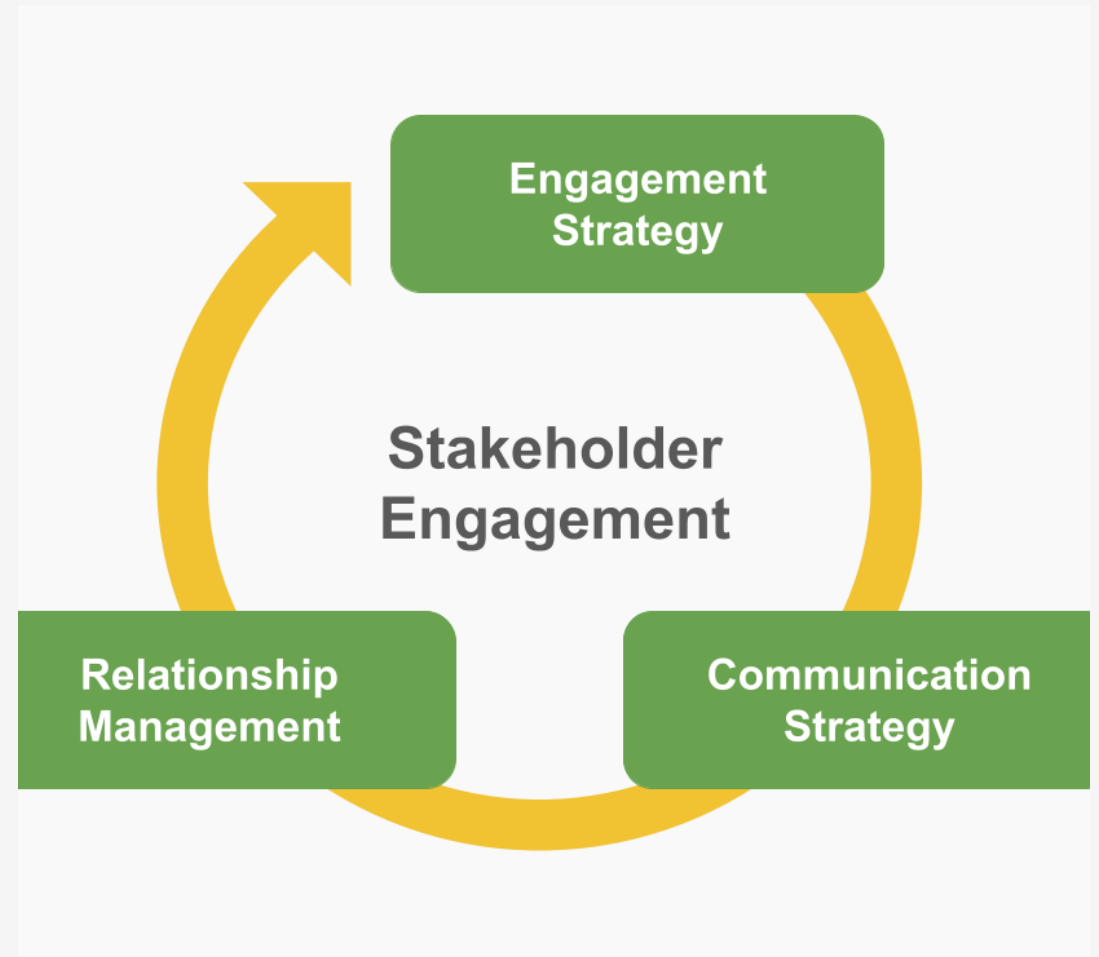 Engagement
Strategy
Stakeholder
Engagement
Relationship
Management
Communication
Strategy